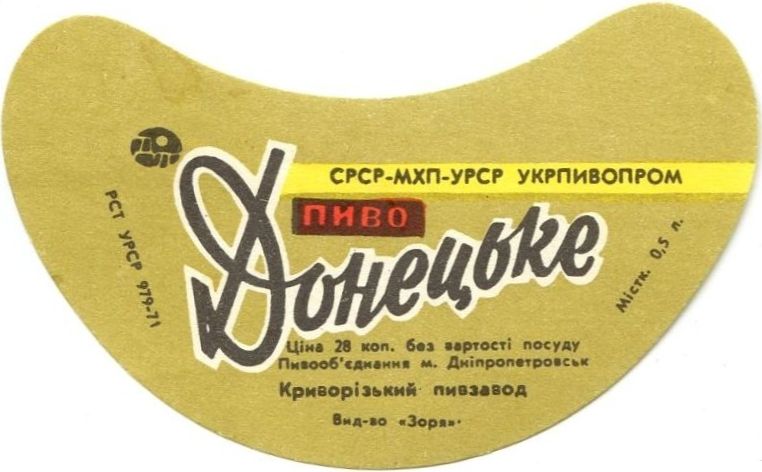 СРСР-МХП-УРСР УКРПИВОПРОМ
ПИВО
Донецьке
РСТ УРСР 979-71
Містк. 0,5 л.
Ціна 28 коп. без вартості посуду
Пивооб'єднання м. Дніпропетровськ
Криворізький пивзавод
Вид-во «Зоря»